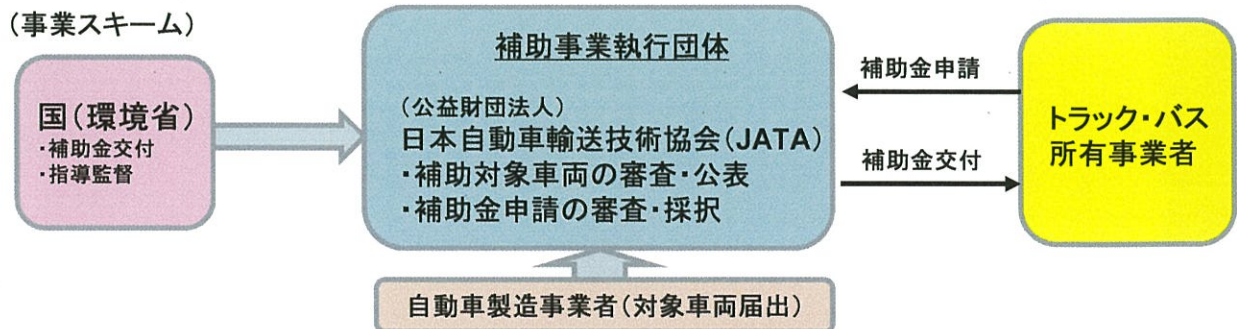 (事業スキーム)
国(環境省)
・補助金交付
・指導監督
補助事業執行団体
(公益財団法人)
日本自動車輸送技術協会(JATA)
・補助対象車両の審査・公表
・補助金申請の審査・採択
補助金申請
補助金交付
トラック・バス
所有事業者
自動車製造事業者(対象車両届出)